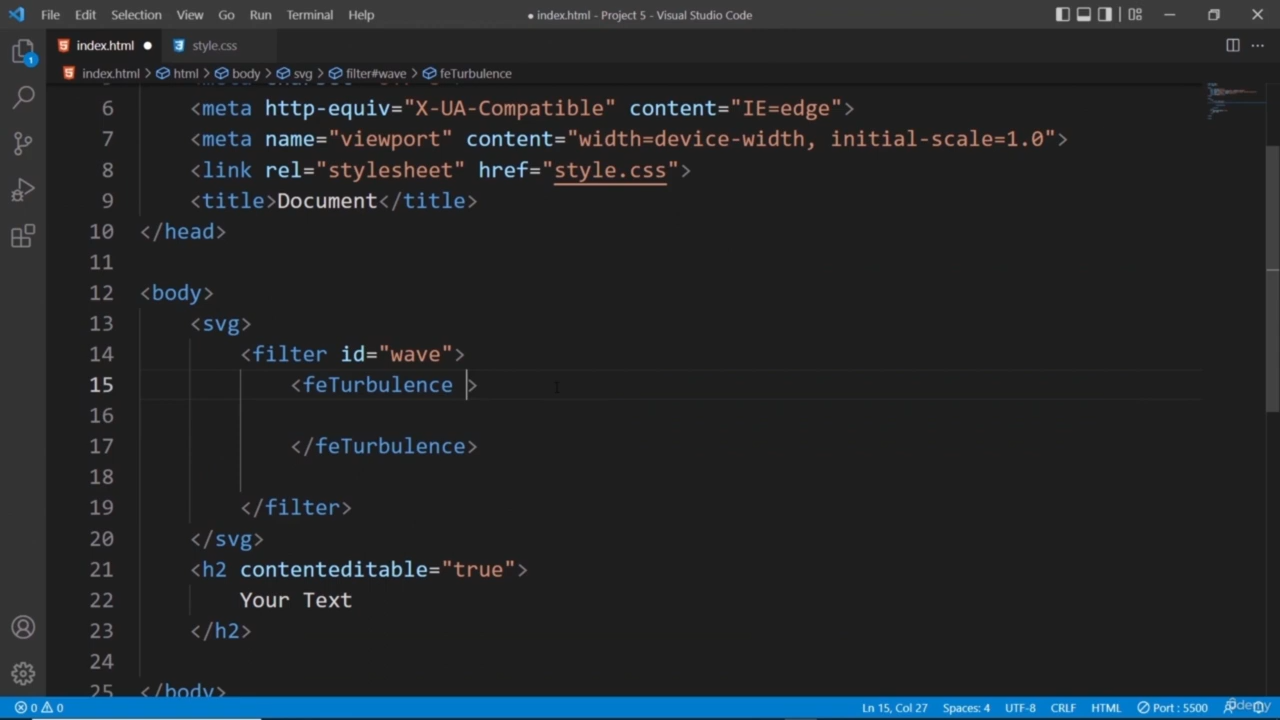 File Edit Selection View Go Run Terminal Help ● index.html - Project 5 - Visual Studio Code
index.html ● style.css
index.html > html > body > svg > filter#wave > feTurbulence
6 <meta http-equiv="X-UA-Compatible" content="IE=edge">
7 <meta name="viewport" content="width=device-width, initial-scale=1.0">
8 <link rel="stylesheet" href="style.css">
9 <title>Document</title>
10 </head>
11
12 <body>
13 <svg>
14 <filter id="wave">
15 <feTurbulence >
16
17 </feTurbulence>
18
19 </filter>
20 </svg>
21 <h2 contenteditable="true">
22 Your Text
23 </h2>
24
25 </body>
1
0 0 Ln 15, Col 27 Spaces: 4 UTF-8 CRLF HTML Port : 5500
Udemy